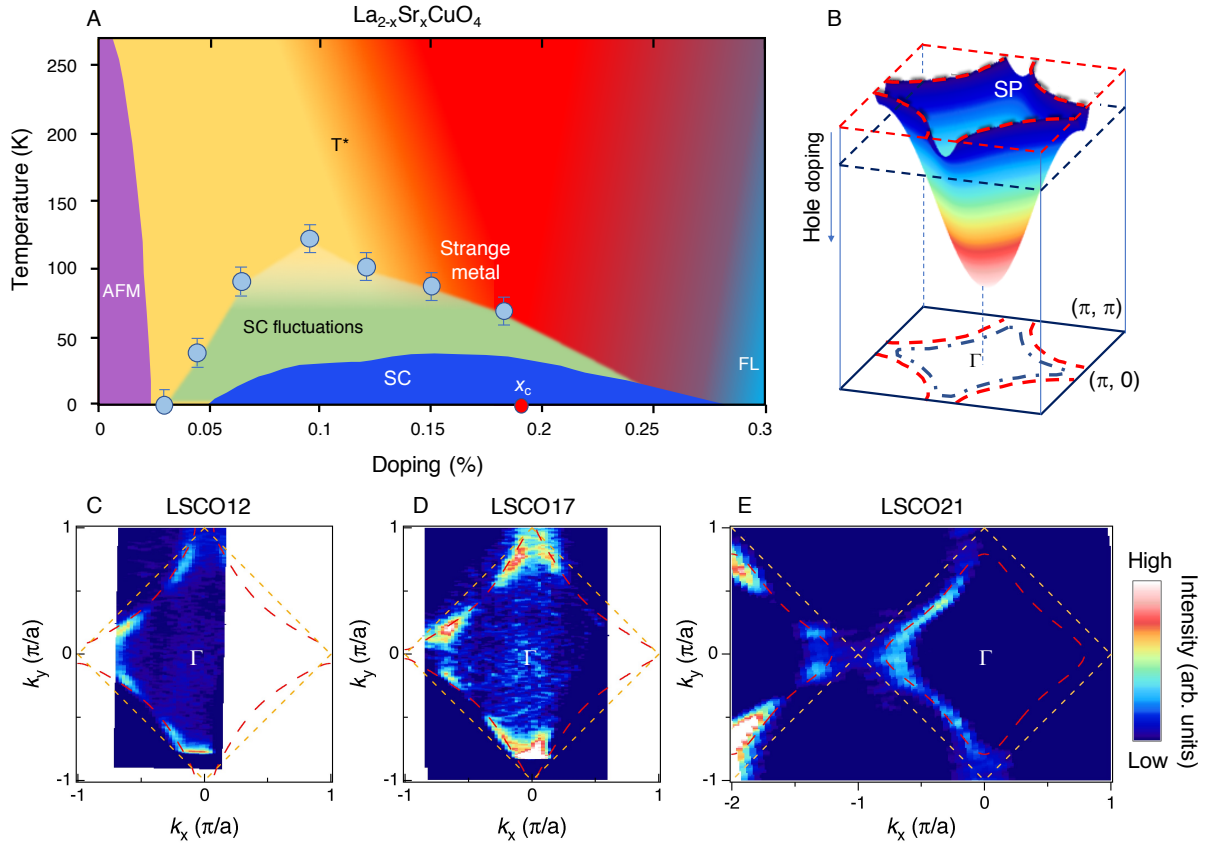 A
La2-xSrxCuO4
Temperature (K)
250
200
150
100
50
0
T*
AFM
Strange
metal
SC fluctuations
SC
xc
FL
0
0.05
0.1
0.15
0.2
0.25
0.3
Doping (%)
B
SP
Hole doping
(π, π)
Γ
(π, 0)
C
LSCO12
ky (π/a)
1
0
-1
Γ
-1
0
1
kx (π/a)
D
LSCO17
ky (π/a)
1
0
-1
Γ
-1
0
1
kx (π/a)
E
LSCO21
ky (π/a)
1
0
-1
Γ
-2
-1
0
1
kx (π/a)
High
Low
Intensity (arb. units)